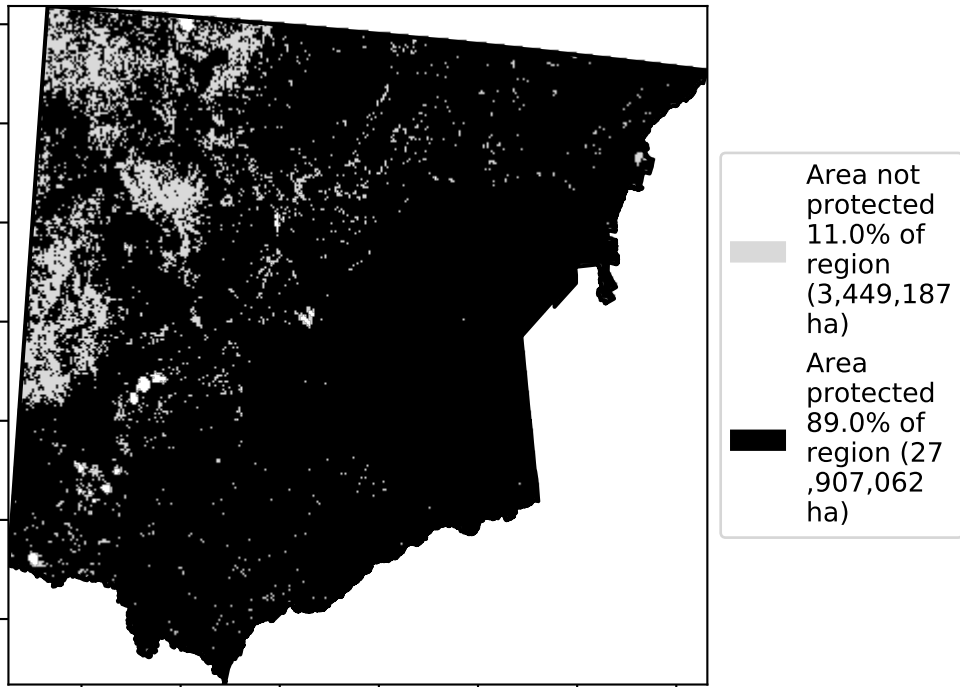 Area not
protected
11.0% of
region
(3,449,187
ha)
Area
protected
89.0% of
region (27
,907,062
ha)